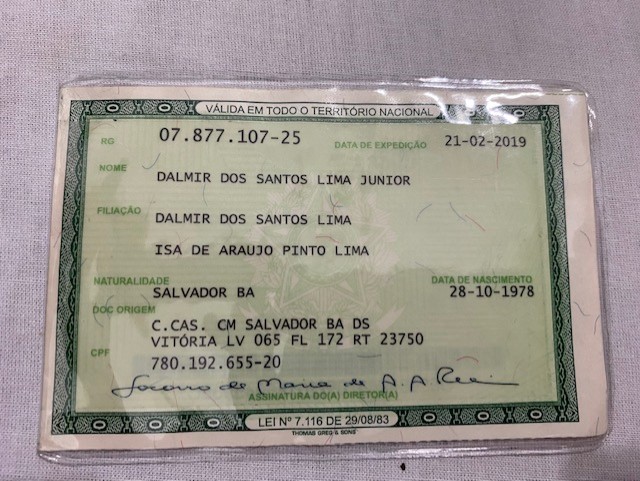 VÁLIDA EM TODO O TERRITÓRIO NACIONAL
RG 07.877.107-25 DATA DE EXPEDIÇÃO 21-02-2019
NOME
DALMIR DOS SANTOS LIMA JUNIOR
FILIAÇÃO
DALMIR DOS SANTOS LIMA
ISA DE ARAUJO PINTO LIMA
NATURALIDADE DATA DE NASCIMENTO
SALVADOR BA 28-10-1978
DOC ORIGEM
C.CAS. CM SALVADOR BA DS
VITÓRIA LV 065 FL 172 RT 23750
CPF
780.192.655-20
ASSINATURA DO(A) DIRETOR(A)
LEI Nº 7.116 DE 29/08/83
THOMAS GREG & SONS